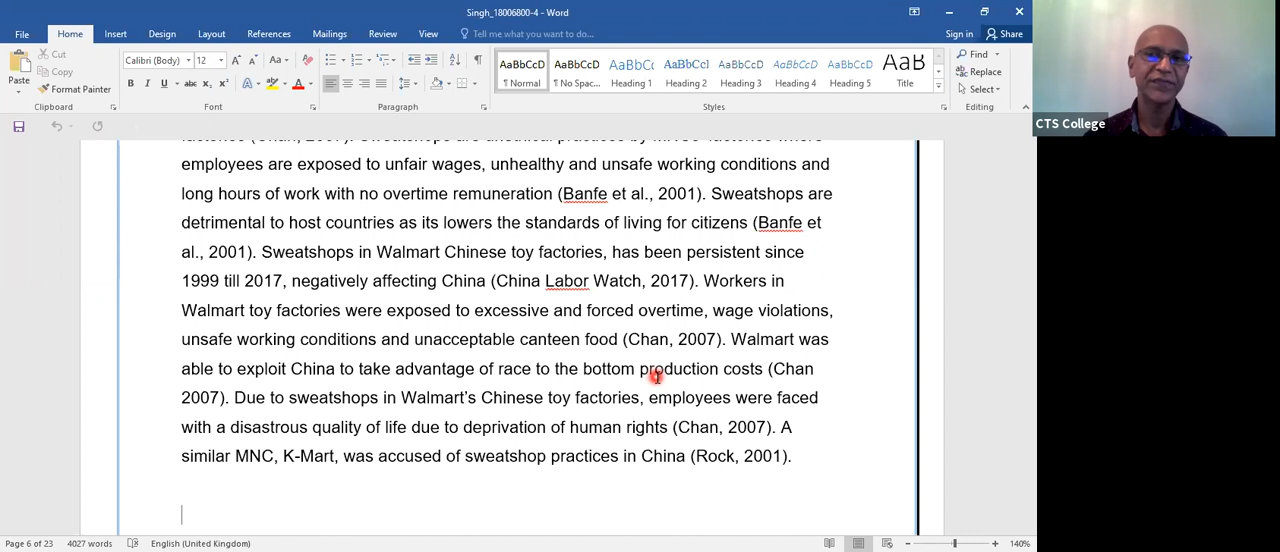 Singh_18006800-4 - Word
File Home Insert Draw Design Layout References Mailings Review View Tell me what you want to do... Sign in Share
Cut
Copy
Format Painter
Paste
Calibri (Body) 12
B I U abc x₂ x²
AaBbCcD AaBbCcD AaBbCc AaBbCcI AaBbCcD AaBbCcD AaBbCcD AaB
¶ Normal ¶ No Spac... Heading 1 Heading 2 Heading 3 Heading 4 Heading 5 Title
Find
Replace
Select
Clipboard Font Paragraph Styles Editing
CTS College
employees are exposed to unfair wages, unhealthy and unsafe working conditions and
long hours of work with no overtime remuneration (Banfe et al., 2001). Sweatshops are
detrimental to host countries as its lowers the standards of living for citizens (Banfe et
al., 2001). Sweatshops in Walmart Chinese toy factories, has been persistent since
1999 till 2017, negatively affecting China (China Labor Watch, 2017). Workers in
Walmart toy factories were exposed to excessive and forced overtime, wage violations,
unsafe working conditions and unacceptable canteen food (Chan, 2007). Walmart was
able to exploit China to take advantage of race to the bottom production costs (Chan
2007). Due to sweatshops in Walmart's Chinese toy factories, employees were faced
with a disastrous quality of life due to deprivation of human rights (Chan, 2007). A
similar MNC, K-Mart, was accused of sweatshop practices in China (Rock, 2001).
Page 6 of 23 4027 words English (United Kingdom) 140%